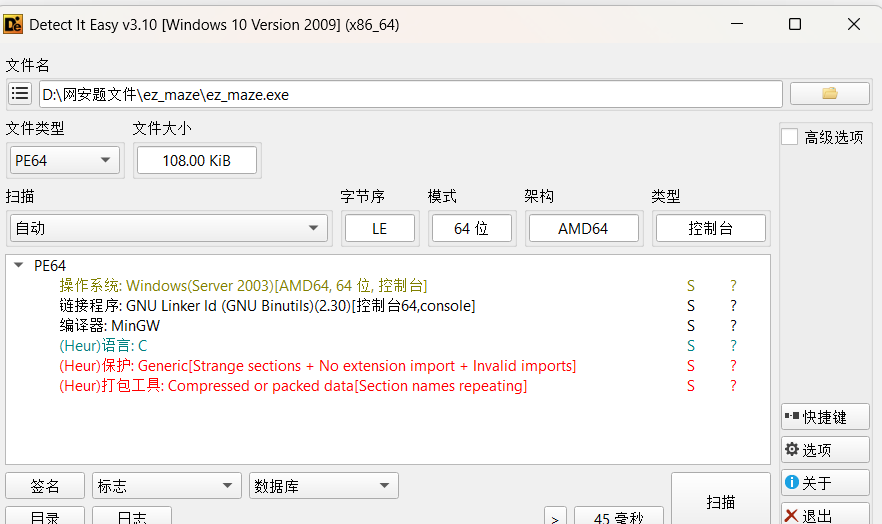 Detect It Easy v3.10 [Windows 10 Version 2009] (x86_64)
文件名
D:\网安题文件\ez_maze\ez_maze.exe
文件类型 文件大小
高级选项
PE64 108.00 KiB
扫描 字节序 模式 架构 类型
自动 LE 64 位 AMD64 控制台
PE64
操作系统: Windows(Server 2003)[AMD64, 64 位, 控制台] S ?
链接程序: GNU Linker ld (GNU Binutils)(2.30)[控制台64,console] S ?
编译器: MinGW S ?
(Heur)语言: C S ?
(Heur)保护: Generic[Strange sections + No extension import + Invalid imports] S ?
(Heur)打包工具: Compressed or packed data[Section names repeating] S ?
快捷键
选项
签名 标志 数据库 关于
扫描
目录 日志 > 45 毫秒 退出